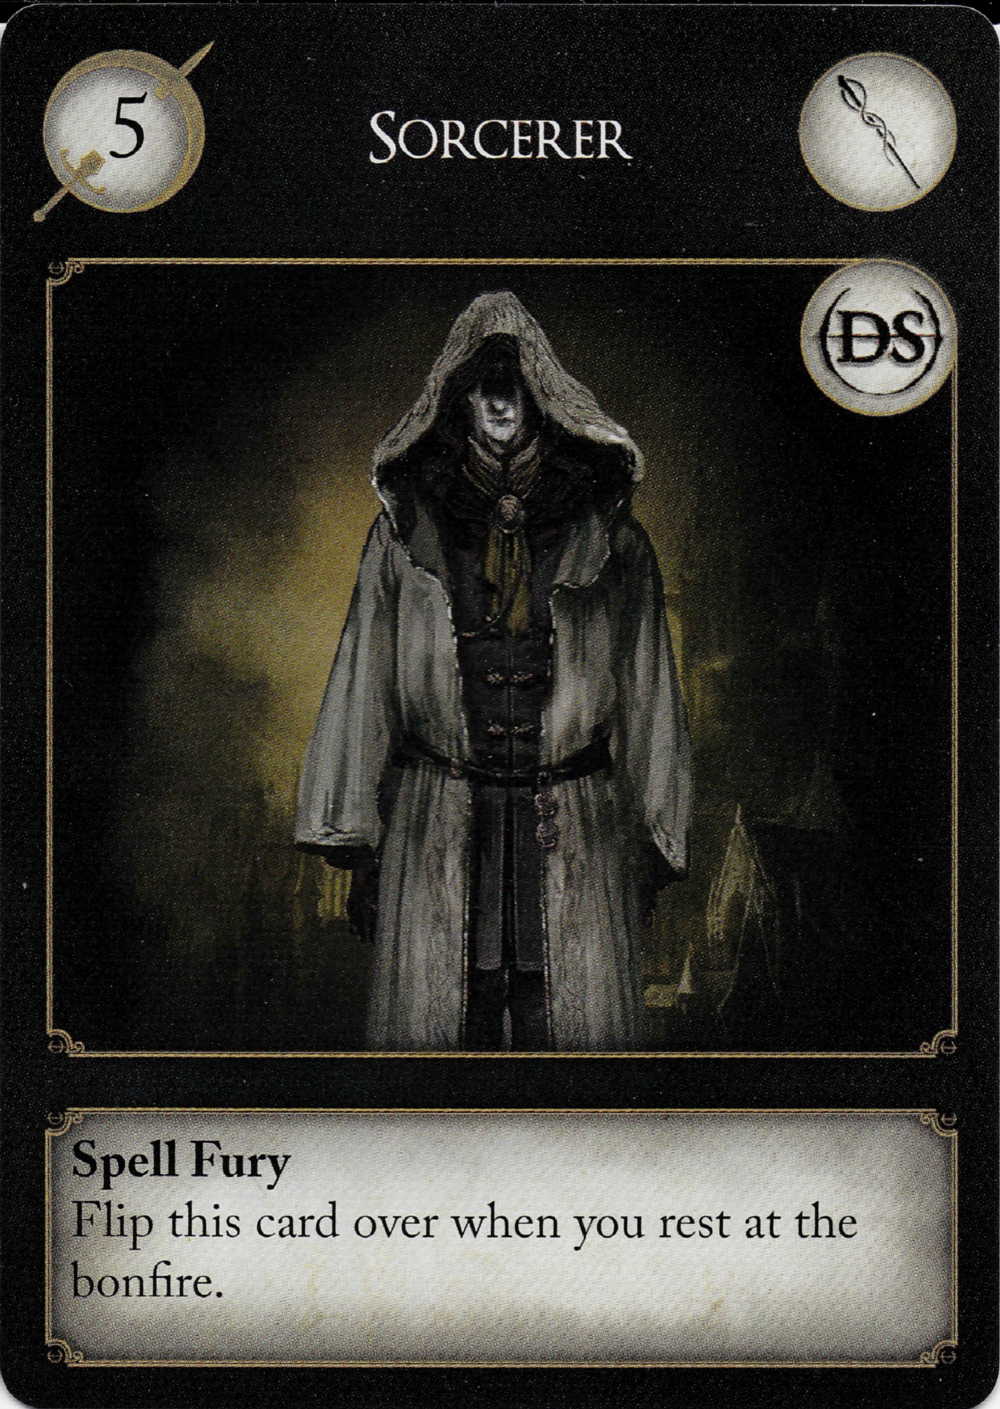 5
SORCERER
DS
Spell Fury
Flip this card over when you rest at the
bonfire.